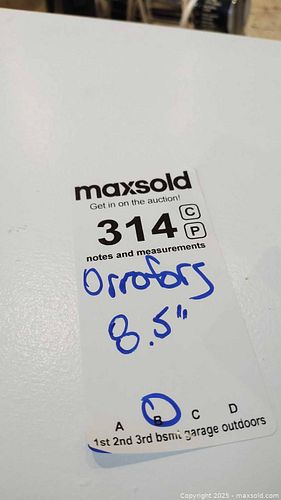 maxsold
Get in on the auction!
314 C
P
notes and measurements
Orrofors
8.5"
A B C D
1st 2nd 3rd bsmt garage outdoors
Copyright 2025 - maxsold.com